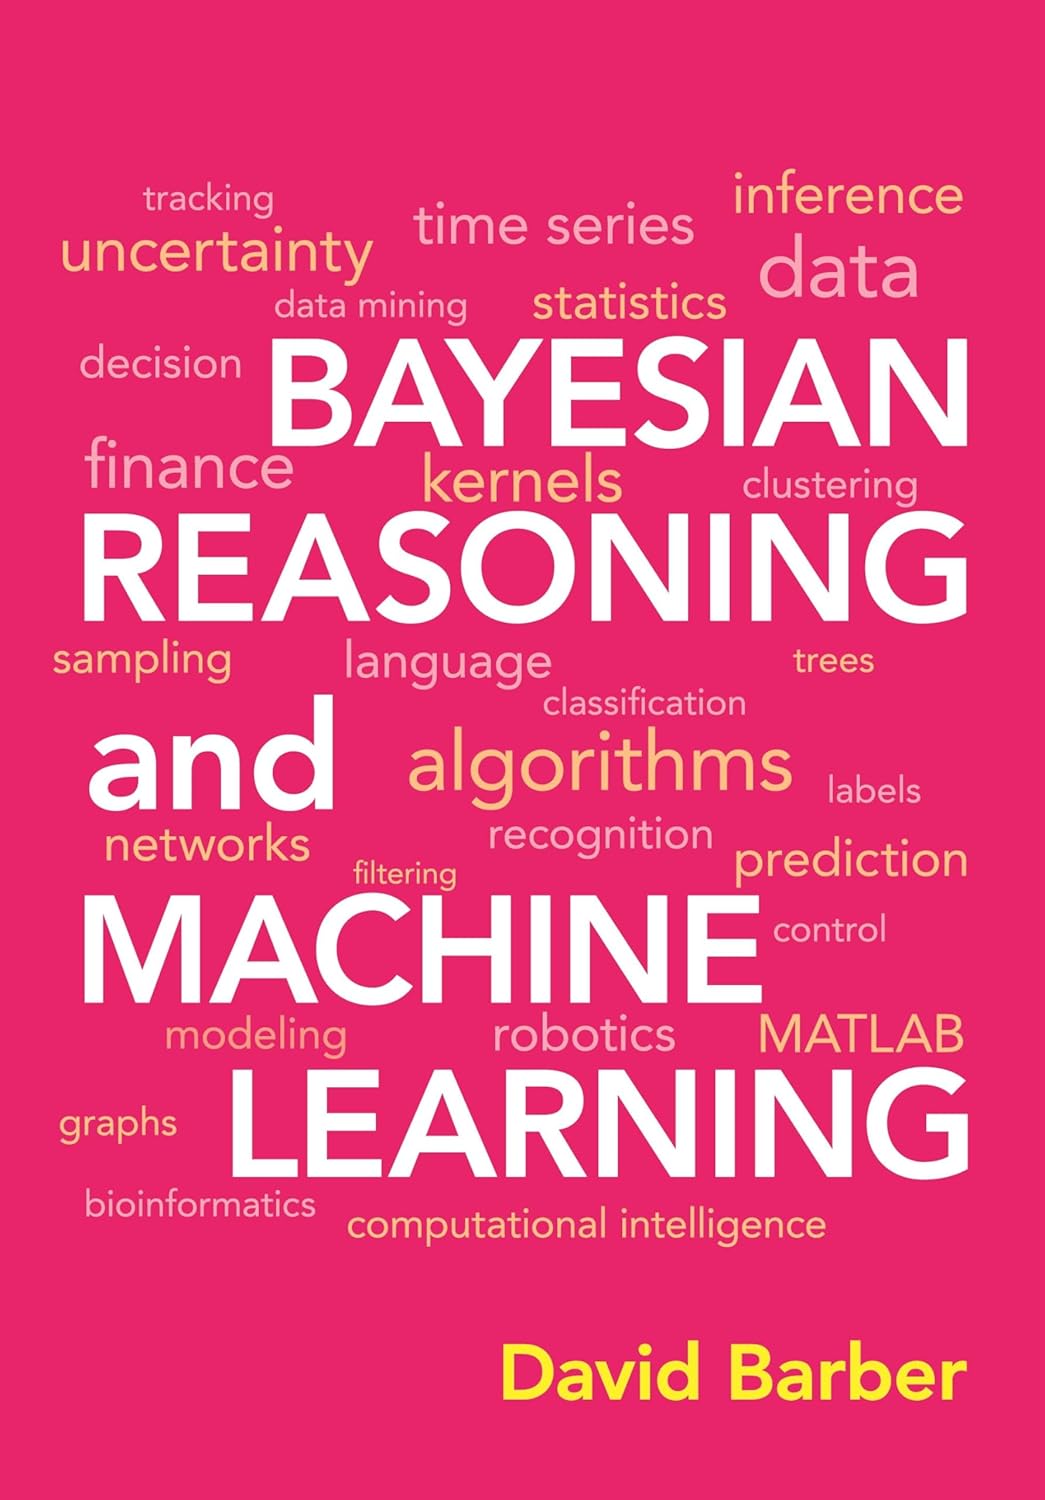 tracking
time series
inference
uncertainty
data
data mining
statistics
decision
BAYESIAN
finance
kernels
clustering
REASONING
sampling
language
trees
classification
and
algorithms
labels
networks
recognition
prediction
filtering
MACHINE
control
modeling
robotics
MATLAB
graphs
LEARNING
bioinformatics
computational intelligence
David Barber